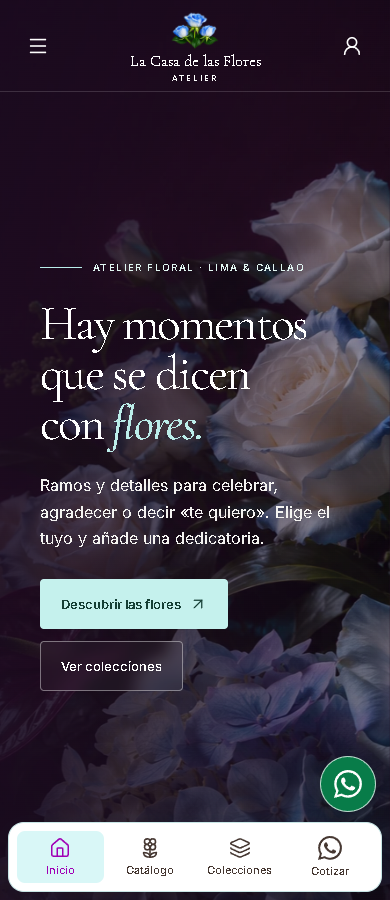 La Casa de las Flores
ATELIER
ATELIER FLORAL · LIMA & CALLAO
Hay momentos
que se dicen
con flores.
Ramos y detalles para celebrar,
agradecer o decir «te quiero». Elige el
tuyo y añade una dedicatoria.
Descubrir las flores
Ver colecciones
Inicio
Catálogo
Colecciones
Cotizar